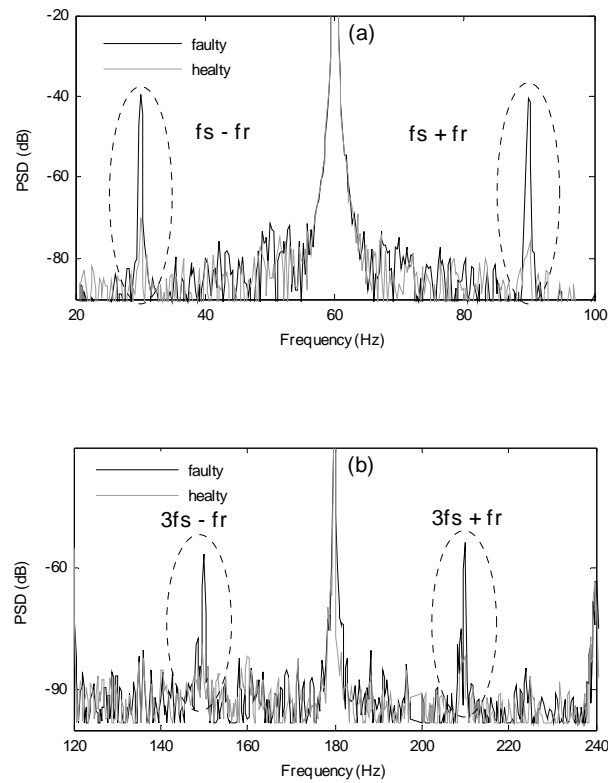 -20
(a)
faulty
healty
-40
fs - fr
fs + fr
PSD (dB)
-60
-80
20 40 60 80 100
Frequency (Hz)
(b)
faulty
healty
3fs - fr
3fs + fr
PSD (dB)
-60
-90
120 140 160 180 200 220 240
Frequency (Hz)